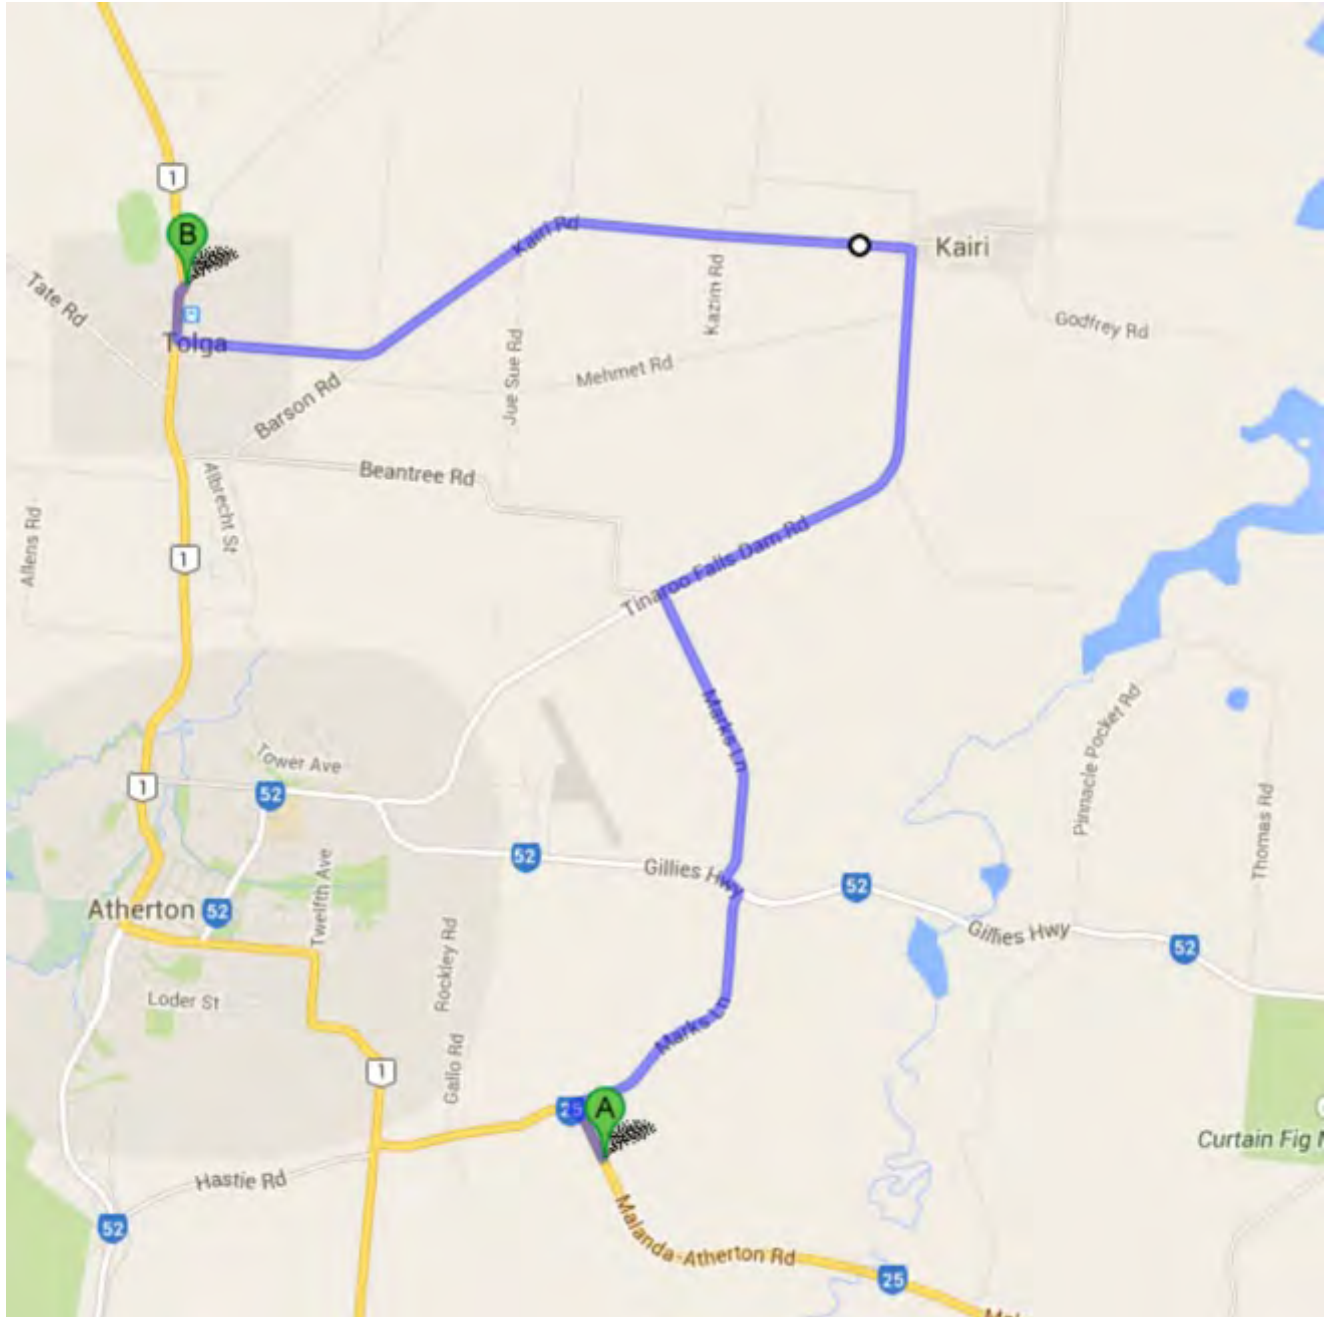 1
B
Kairi Rd
Kairi
Tate Rd
Tolga
Kazim Rd
Godfrey Rd
Jue Sue Rd
Mehmet Rd
Barson Rd
Beantree Rd
Albrecht St
Allens Rd
1
Tinaroo Falls Dam Rd
Marks Ln
Pinnacle Pocker Rd
Tower Ave
1
52
Thomas Rd
52
Gillies Hwy
52
Twelfth Ave
Atherton
52
Gillies Hwy
52
Rockley Rd
Loder St
Marks Ln
Gallo Rd
1
25
A
Curtain Fig
Hastie Rd
52
Malanda-Atherton Rd
25